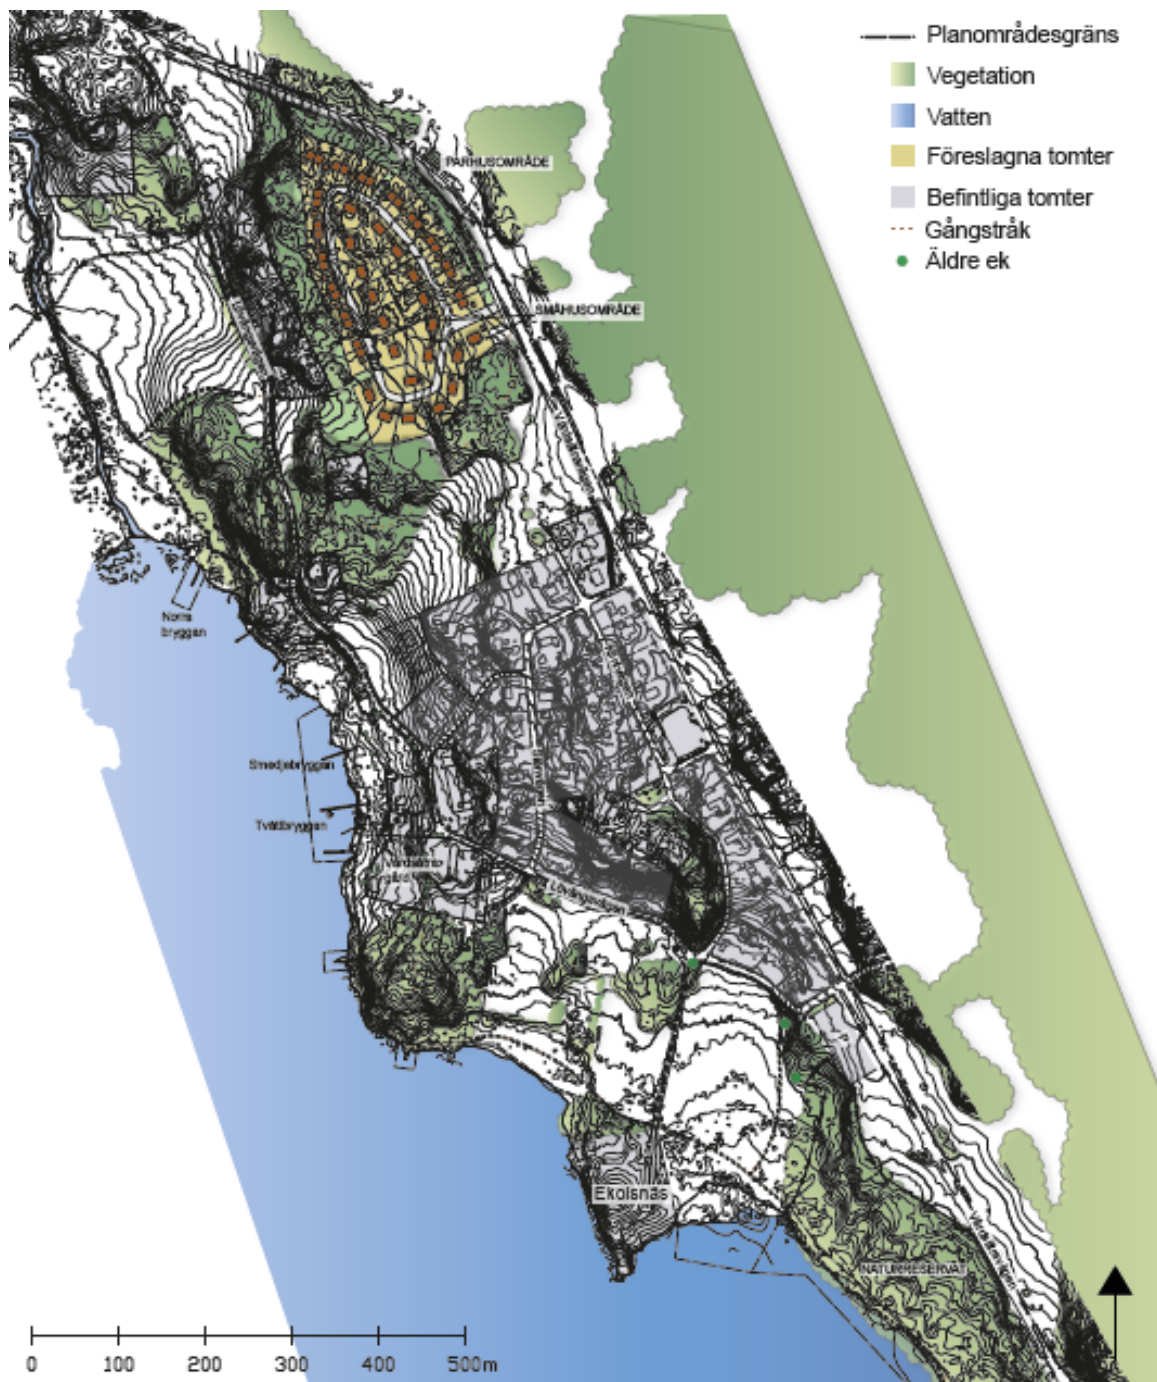 Planområdesgräns
Vegetation
Vatten
Föreslagna tomter
Befintliga tomter
Gångstråk
Äldre ek
PARHUSOMRÅDE
SMÅHUSOMRÅDE
Norra
bryggan
Smedjebryggan
Tvättbryggan
Ekolsnäs
NATURRESERVAT
0 100 200 300 400 500m